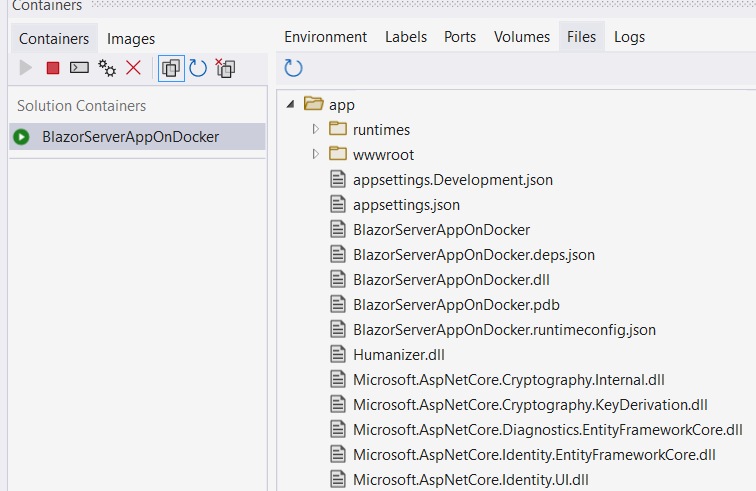 Containers
Containers Images
Solution Containers
BlazorServerAppOnDocker
Environment Labels Ports Volumes Files Logs
app
runtimes
wwwroot
appsettings.Development.json
appsettings.json
BlazorServerAppOnDocker
BlazorServerAppOnDocker.deps.json
BlazorServerAppOnDocker.dll
BlazorServerAppOnDocker.pdb
BlazorServerAppOnDocker.runtimeconfig.json
Humanizer.dll
Microsoft.AspNetCore.Cryptography.Internal.dll
Microsoft.AspNetCore.Cryptography.KeyDerivation.dll
Microsoft.AspNetCore.Diagnostics.EntityFrameworkCore.dll
Microsoft.AspNetCore.Identity.EntityFrameworkCore.dll
Microsoft.AspNetCore.Identity.UI.dll